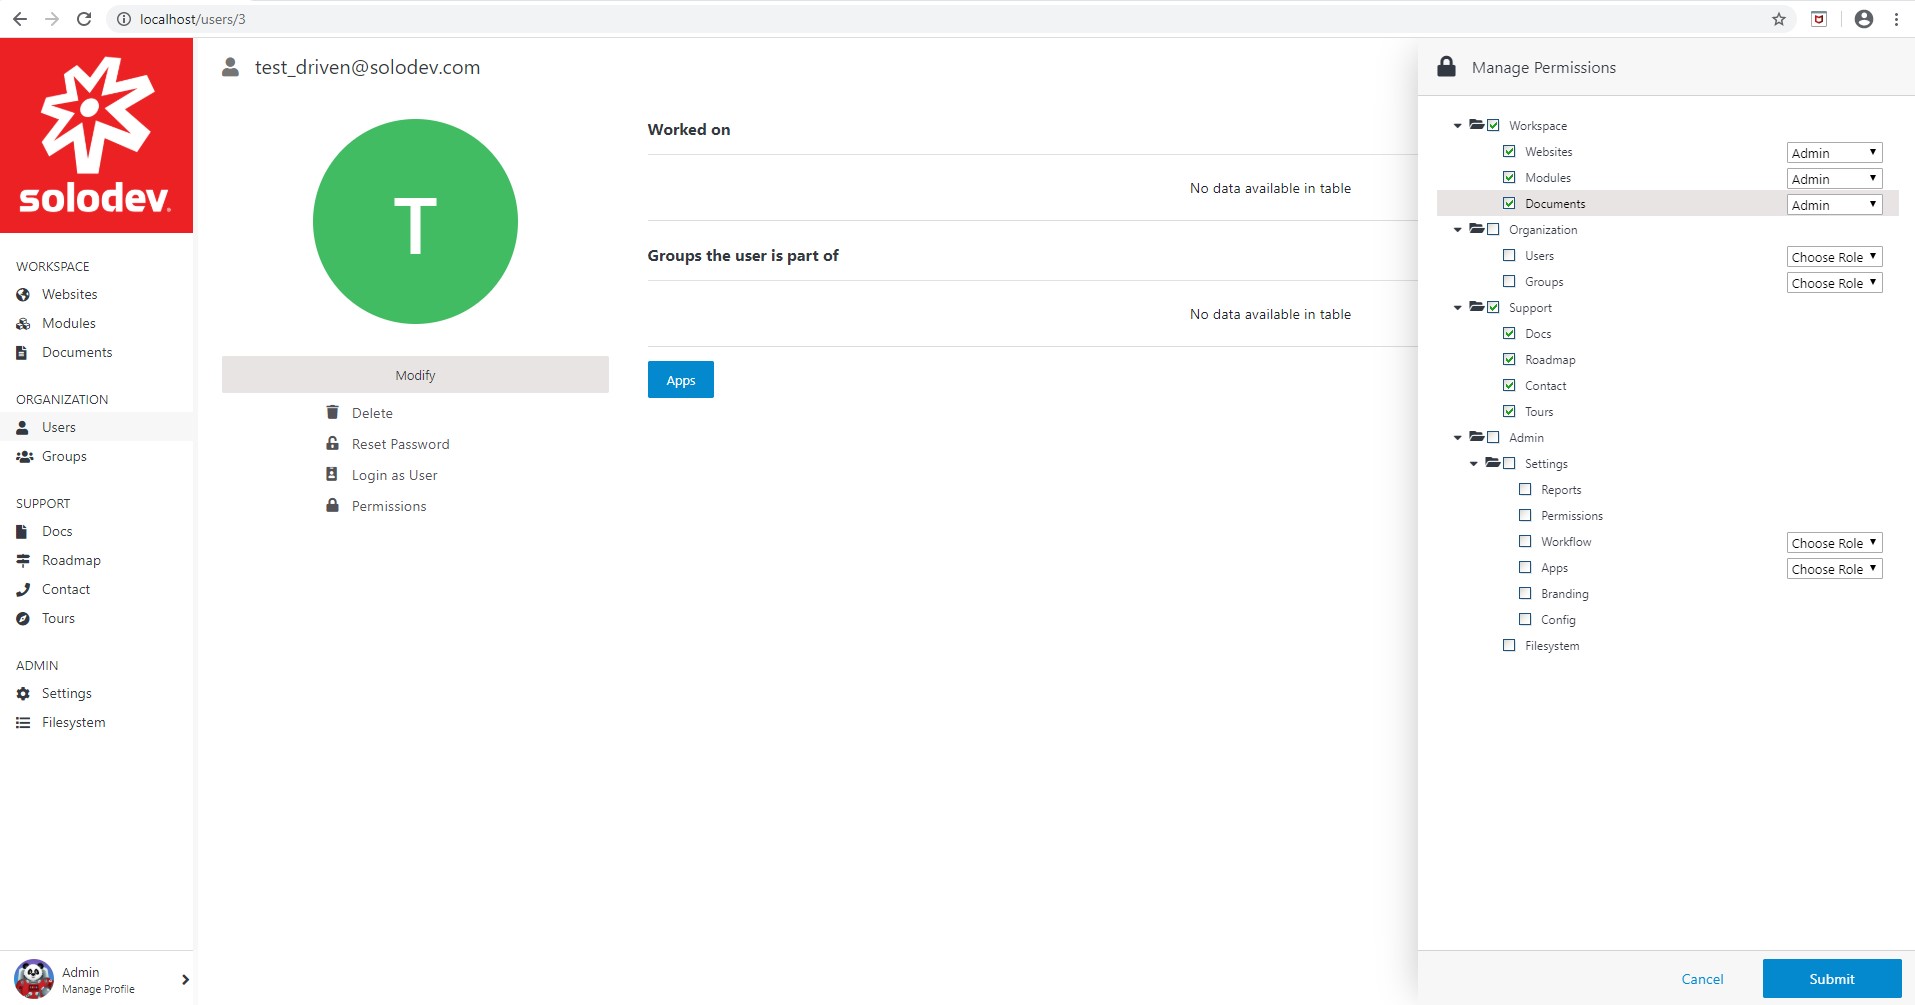 localhost/users/3
solodev
WORKSPACE
Websites
Modules
Documents
ORGANIZATION
Users
Groups
SUPPORT
Docs
Roadmap
Contact
Tours
ADMIN
Settings
Filesystem
Admin
Manage Profile
test_driven@solodev.com
T
Modify
Delete
Reset Password
Login as User
Permissions
Worked on
No data available in table
Groups the user is part of
No data available in table
Apps
Manage Permissions
Workspace
Websites Admin
Modules Admin
Documents Admin
Organization
Users Choose Role
Groups Choose Role
Support
Docs
Roadmap
Contact
Tours
Admin
Settings
Reports
Permissions
Workflow Choose Role
Apps Choose Role
Branding
Config
Filesystem
Cancel Submit